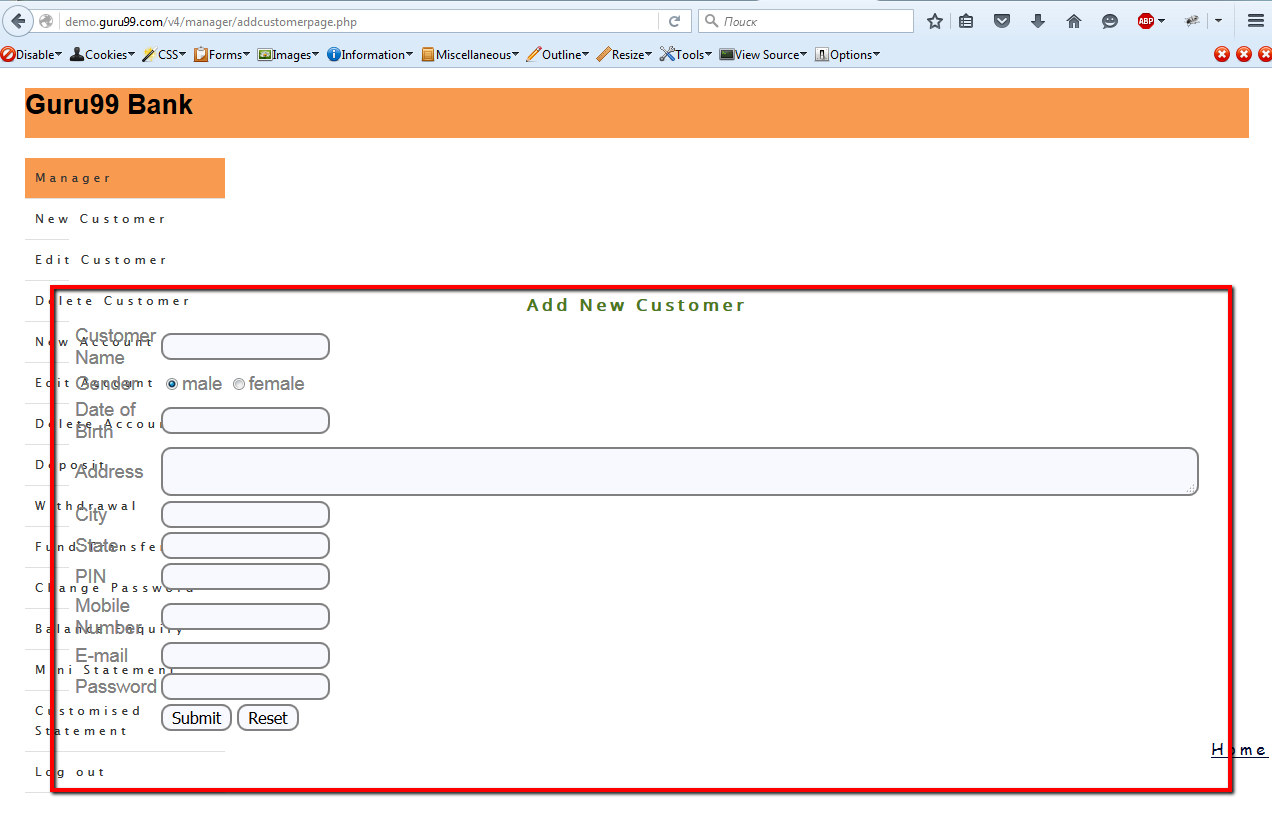 demo.guru99.com/v4/manager/addcustomerpage.php
Поиск
ABP
Disable Cookies CSS Forms Images Information Miscellaneous Outline Resize Tools View Source Options
Guru99 Bank
Manager
New Customer
Edit Customer
Delete Customer
New Account
Edit Account
Delete Accoun
Deposit
Withdrawal
Fund Transfer
Change Password
Balance Enquiry
Mini Statement
Customised
Statement
Log out
Add New Customer
Customer
Name
Gender male female
Date of
Birth
Address
City
State
PIN
Mobile
Number
E-mail
Password
Submit Reset
Home